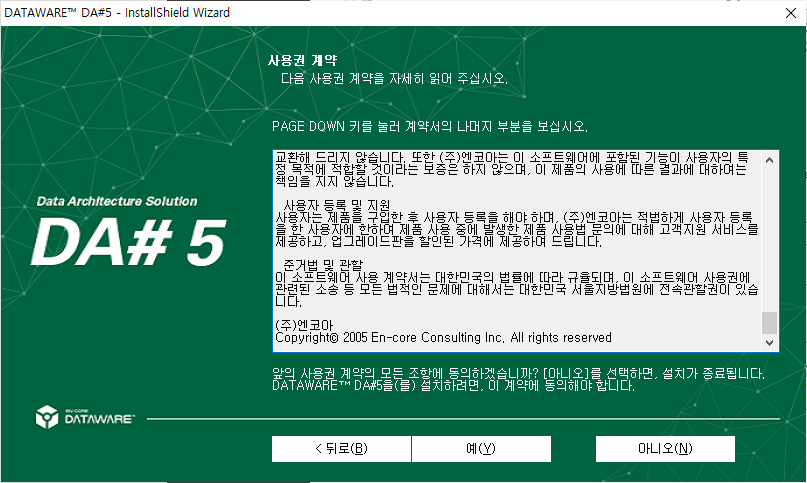 DATAWARE™ DA#5 - InstallShield Wizard
사용권 계약
다음 사용권 계약을 자세히 읽어 주십시오.
PAGE DOWN 키를 눌러 계약서의 나머지 부분을 보십시오.
교환해 드리지 않습니다. 또한 (주)엔코아는 이 소프트웨어에 포함된 기능이 사용자의 특
정 목적에 적합할 것이라는 보증은 하지 않으며, 이 제품의 사용에 따른 결과에 대하여는
책임을 지지 않습니다.
사용자 등록 및 지원
사용자는 제품을 구입한 후 사용자 등록을 해야 하며, (주)엔코아는 적법하게 사용자 등록
을 한 사용자에 한하여 제품 사용 중에 발생한 제품 사용법 문의에 대해 고객지원 서비스를
제공하고, 업그레이드판을 할인된 가격에 제공하여 드립니다.
준거법 및 관할
이 소프트웨어 사용 계약서는 대한민국의 법률에 따라 규율되며, 이 소프트웨어 사용권에
관련된 소송 등 모든 법적인 문제에 대해서는 대한민국 서울지방법원에 전속관할권이 있습
니다.
(주)엔코아
Copyright© 2005 En-core Consulting Inc. All rights reserved
Data Architecture Solution
DA# 5
앞의 사용권 계약의 모든 조항에 동의하겠습니까? [아니오]를 선택하면, 설치가 종료됩니다.
DATAWARE™ DA#5을(를) 설치하려면, 이 계약에 동의해야 합니다.
EN-CORE
DATAWARE™
< 뒤로(B)
예(Y)
아니오(N)